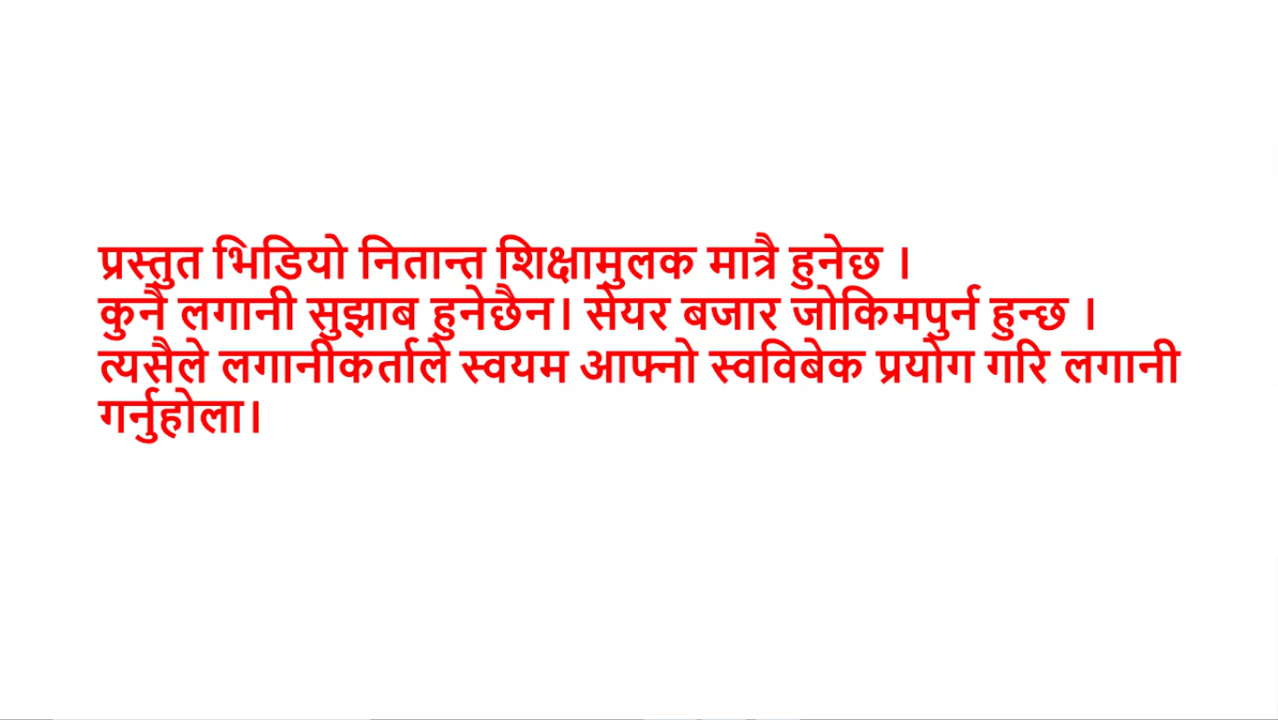 प्रस्तुत भिडियो नितान्त शिक्षामुलक मात्रै हुनेछ ।
कुनै लगानी सुझाब हुनेछैन। सेयर बजार जोकिमपुर्न हुन्छ ।
त्यसैले लगानीकर्ताले स्वयम आफ्नो स्वविबेक प्रयोग गरि लगानी
गर्नुहोला।